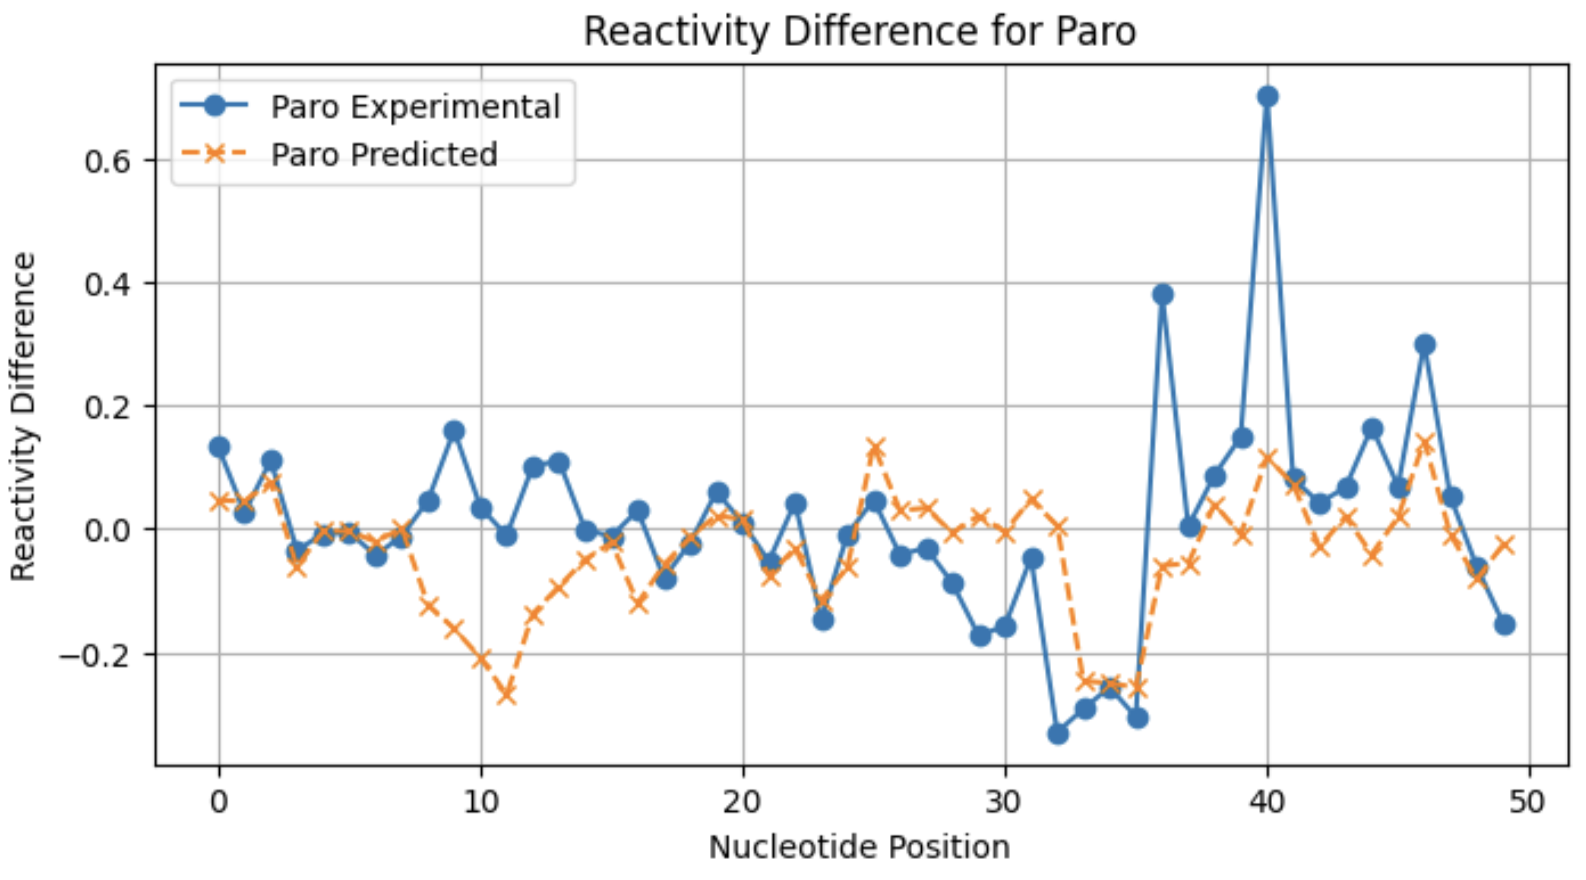 Reactivity Difference for Paro
Paro Experimental
Paro Predicted
Reactivity Difference
0.6
0.4
0.2
0.0
−0.2
0 10 20 30 40 50
Nucleotide Position